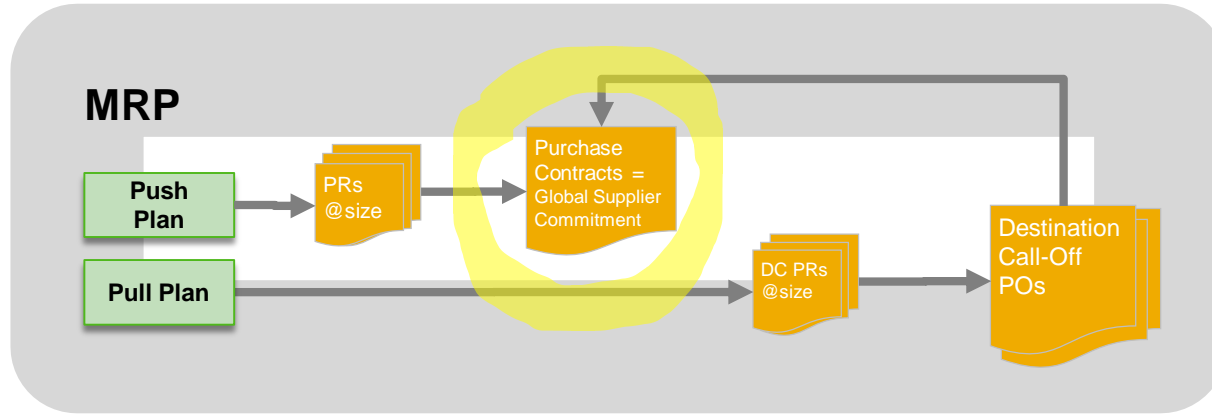 MRP
Push
Plan
PRs
@size
Purchase
Contracts =
Global Supplier
Commitment
Pull Plan
DC PRs
@size
Destination
Call-Off
POs